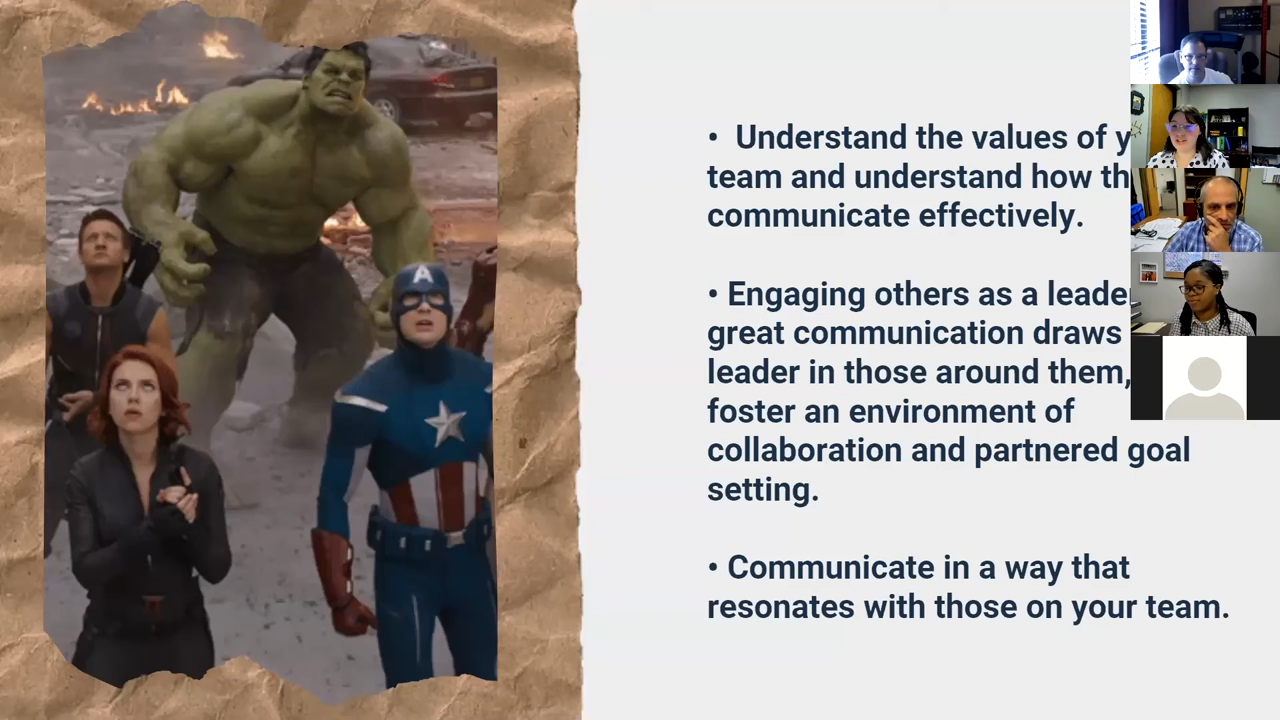 A
• Understand the values of
team and understand how
communicate effectively.
• Engaging others as a leader
great communication draws
leader in those around them,
foster an environment of
collaboration and partnered goal
setting.
• Communicate in a way that
resonates with those on your team.